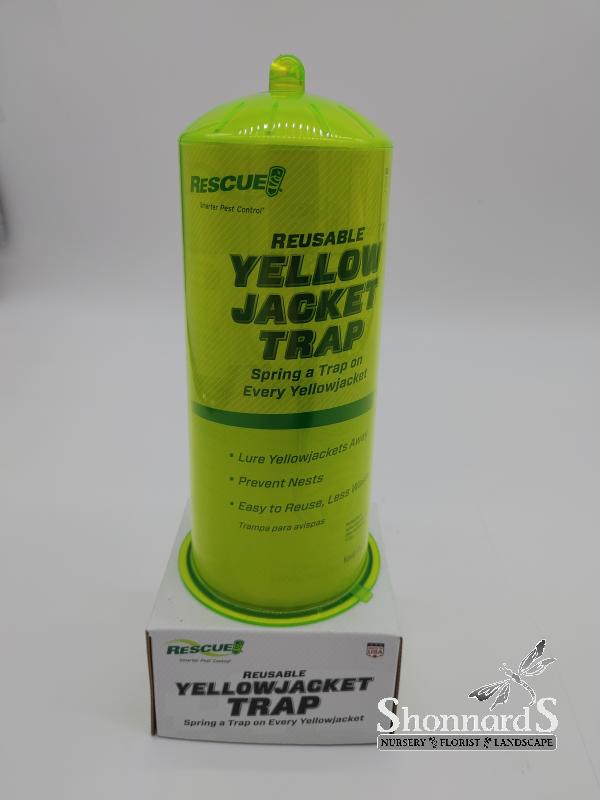 RESCUE!
Smarter Pest Control
REUSABLE
YELLOW
JACKET
TRAP
Spring a Trap on
Every Yellowjacket
• Lure Yellowjackets Away
• Prevent Nests
• Easy to Reuse, Less
Trampa para avispas
RESCUE!
Smarter Pest Control
USA
REUSABLE
YELLOWJACKET
TRAP
Spring a Trap on Every Yellowjacket
ShonnardS
NURSERY FLORIST LANDSCAPE